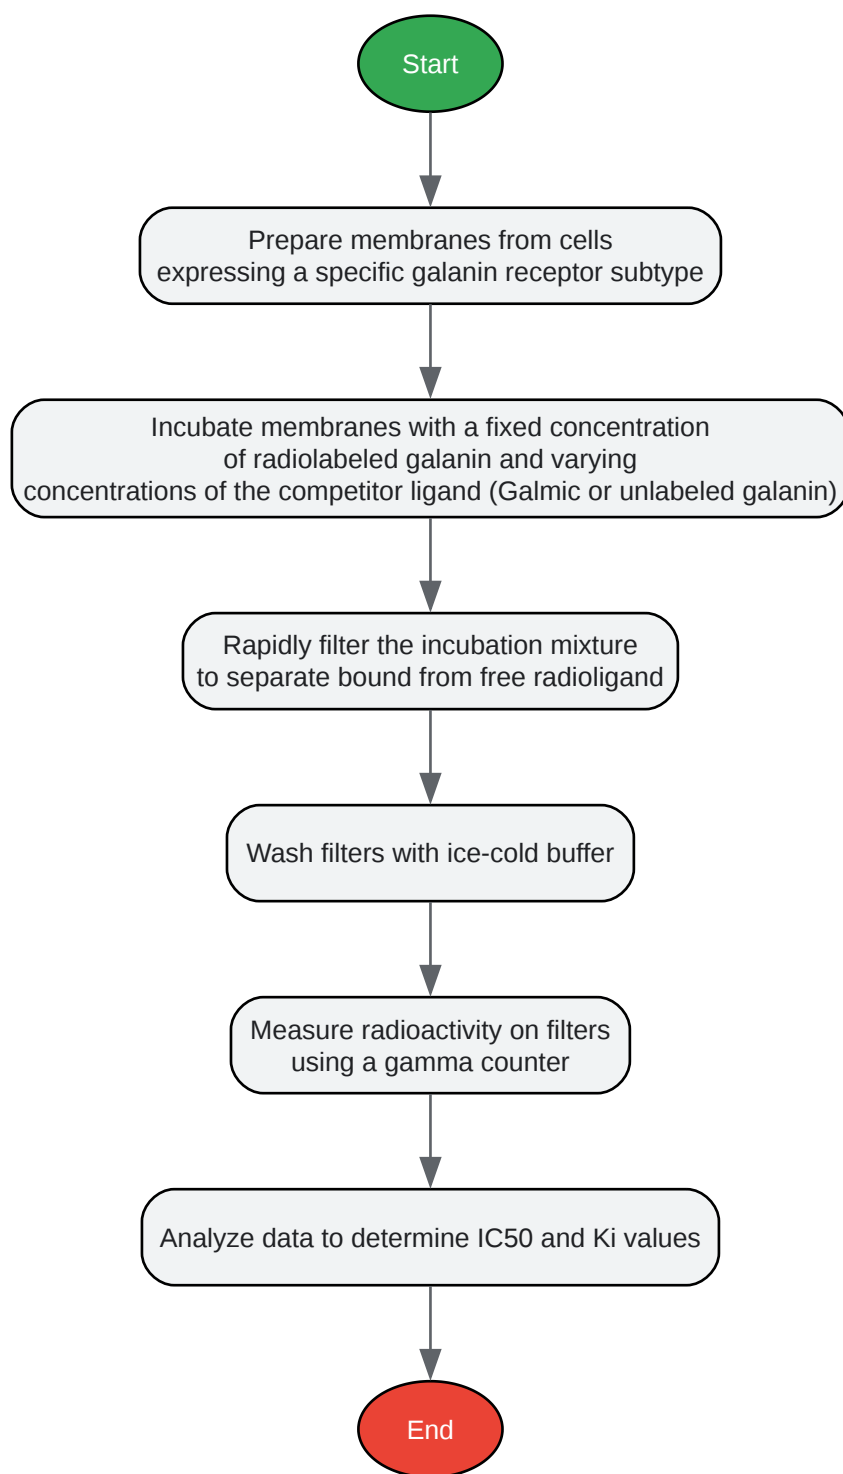 Start
Prepare membranes from cells
expressing a specific galanin receptor subtype
Incubate membranes with a fixed concentration
of radiolabeled galanin and varying
concentrations of the competitor ligand (Galmic or unlabeled galanin)
Rapidly filter the incubation mixture
to separate bound from free radioligand
Wash filters with ice-cold buffer
Measure radioactivity on filters
using a gamma counter
Analyze data to determine IC50 and Ki values
End